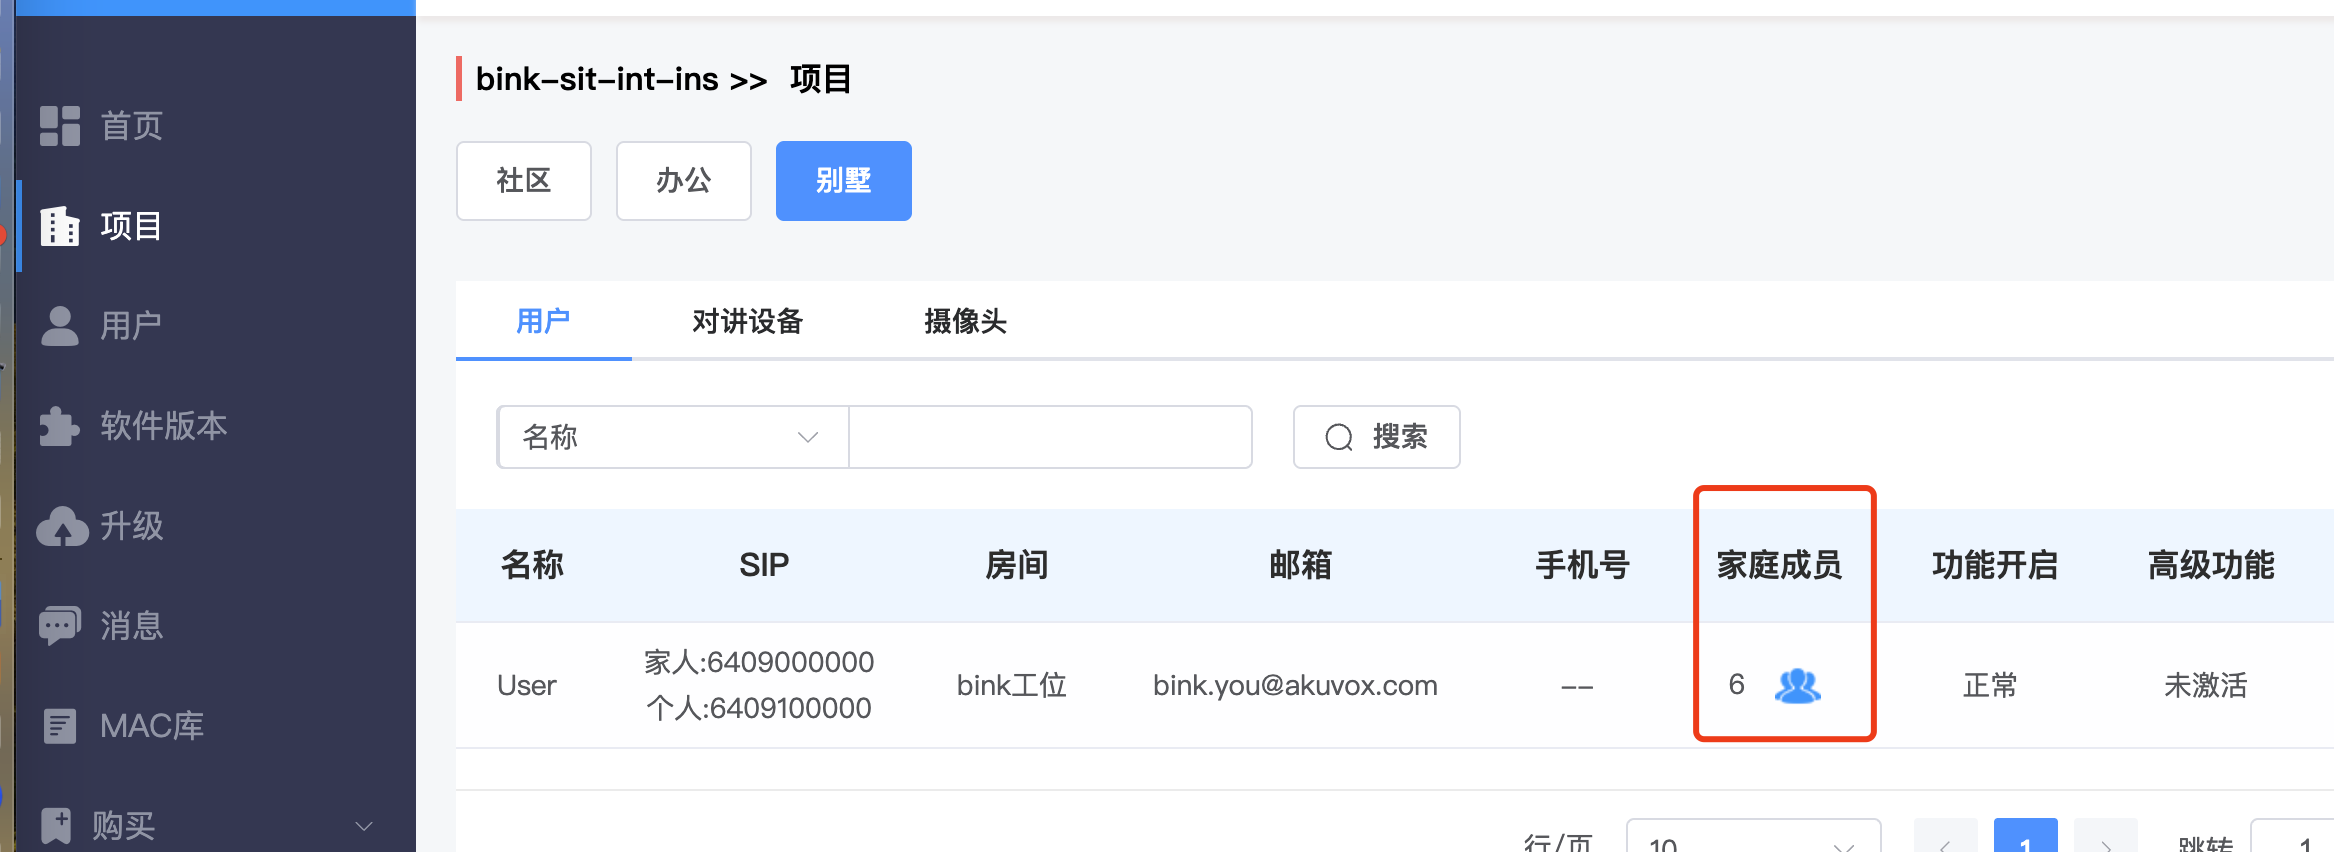 bink-sit-int-ins >> 项目
首页
项目
用户
软件版本
升级
消息
MAC库
购买
社区 办公 别墅
用户 对讲设备 摄像头
名称 搜索
名称 SIP 房间 邮箱 手机号 家庭成员 功能开启 高级功能
User 家人:6409000000 bink工位 bink.you@akuvox.com -- 6 正常 未激活
个人:6409100000
行/页 10 1 跳转 1